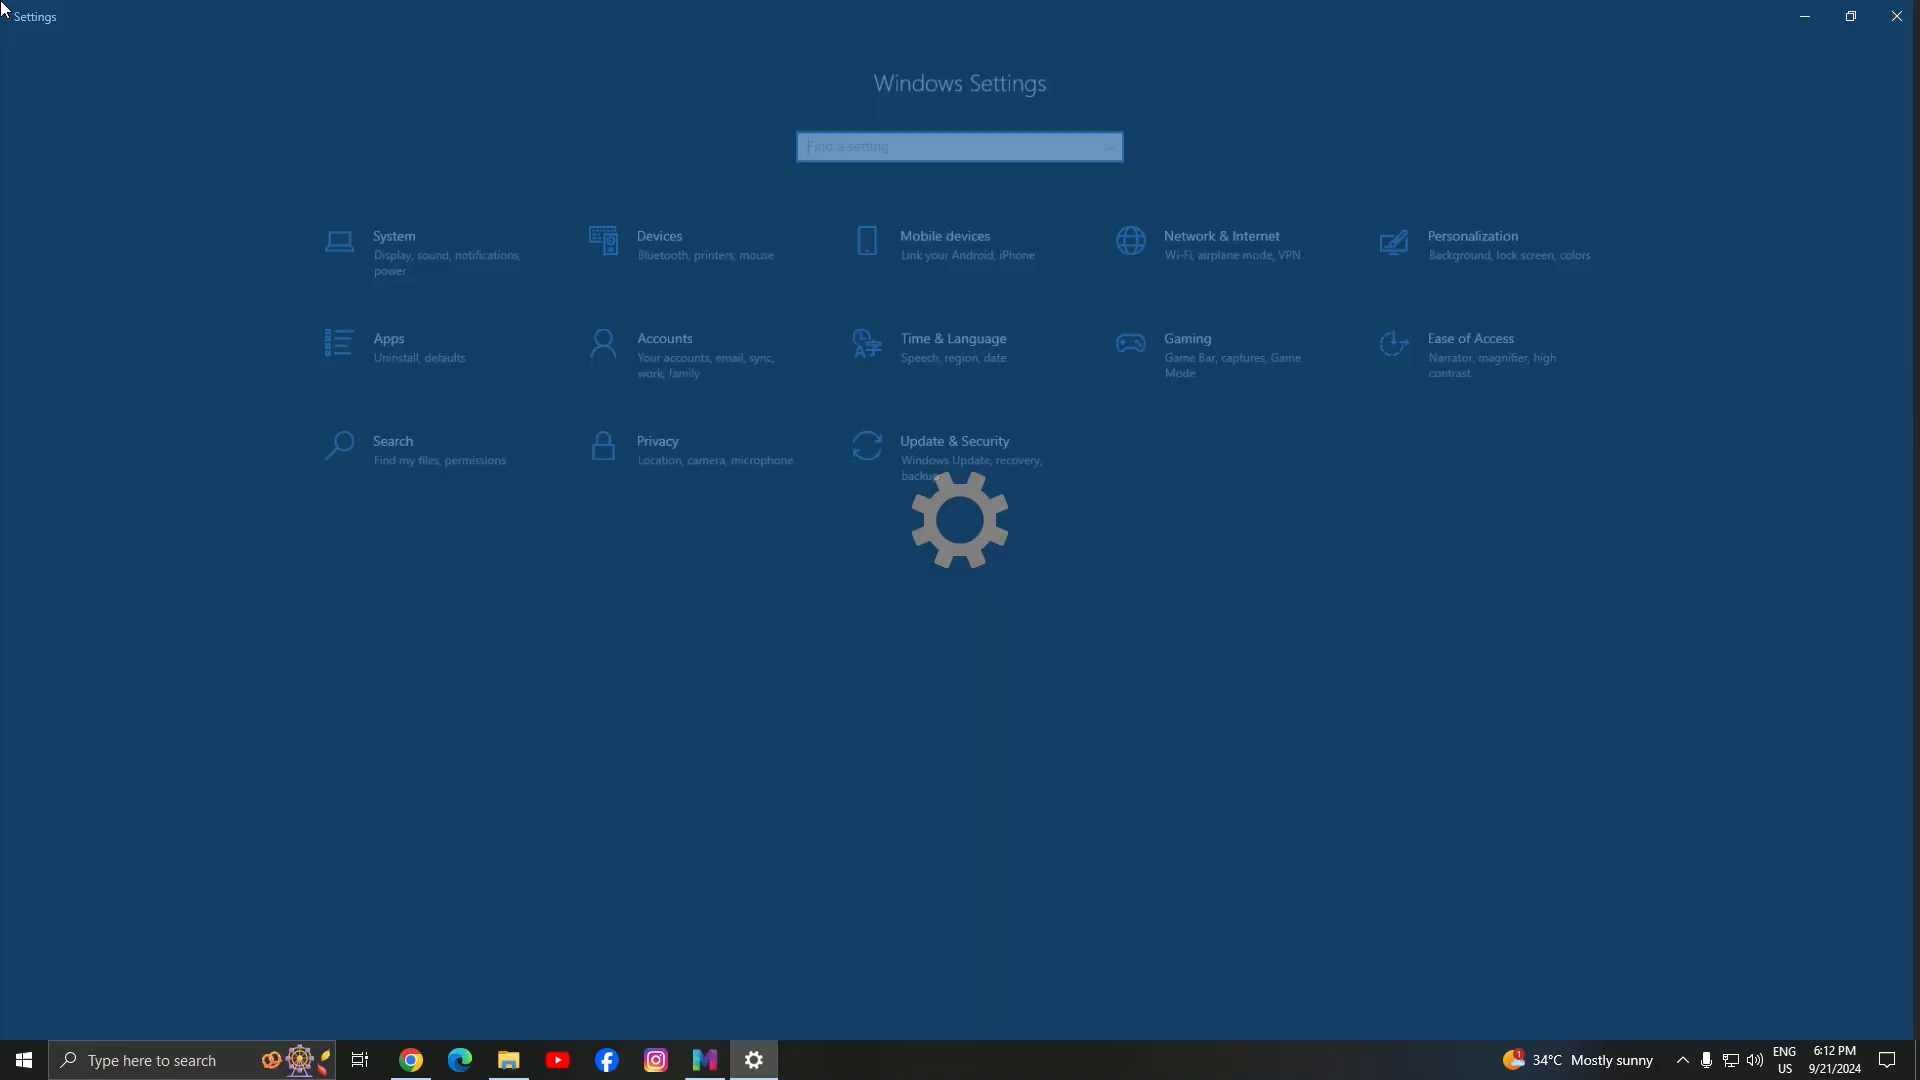 Settings
Windows Settings
Find a setting
System
Display, sound, notifications,
power
Devices
Bluetooth, printers, mouse
Mobile devices
Link your Android, iPhone
Network & Internet
Wi-Fi, airplane mode, VPN
Personalization
Background, lock screen, colors
Apps
Uninstall, defaults
Accounts
Your accounts, email, sync,
work, family
Time & Language
Speech, region, date
Gaming
Game Bar, captures, Game
Mode
Ease of Access
Narrator, magnifier, high
contrast
Search
Find my files, permissions
Privacy
Location, camera, microphone
Update & Security
Windows Update, recovery,
backup
Type here to search
1
34°C Mostly sunny
ENG
US
6:12 PM
9/21/2024